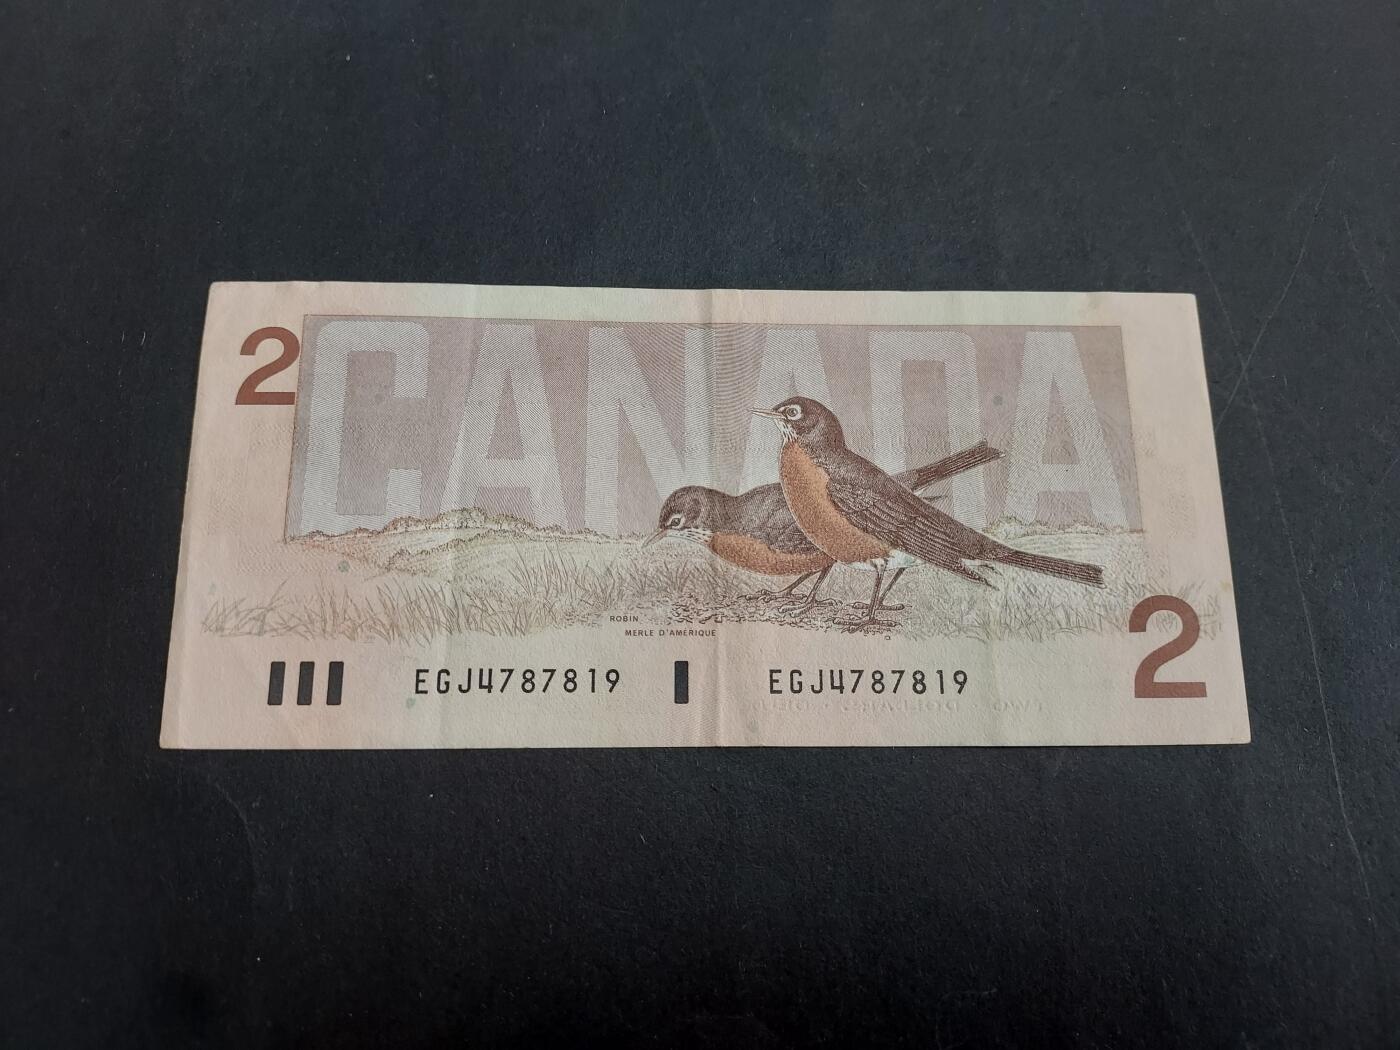 2
CANADA
ROBIN
MERLE D'AMÉRIQUE
2
EGJ4787819 EGJ4787819